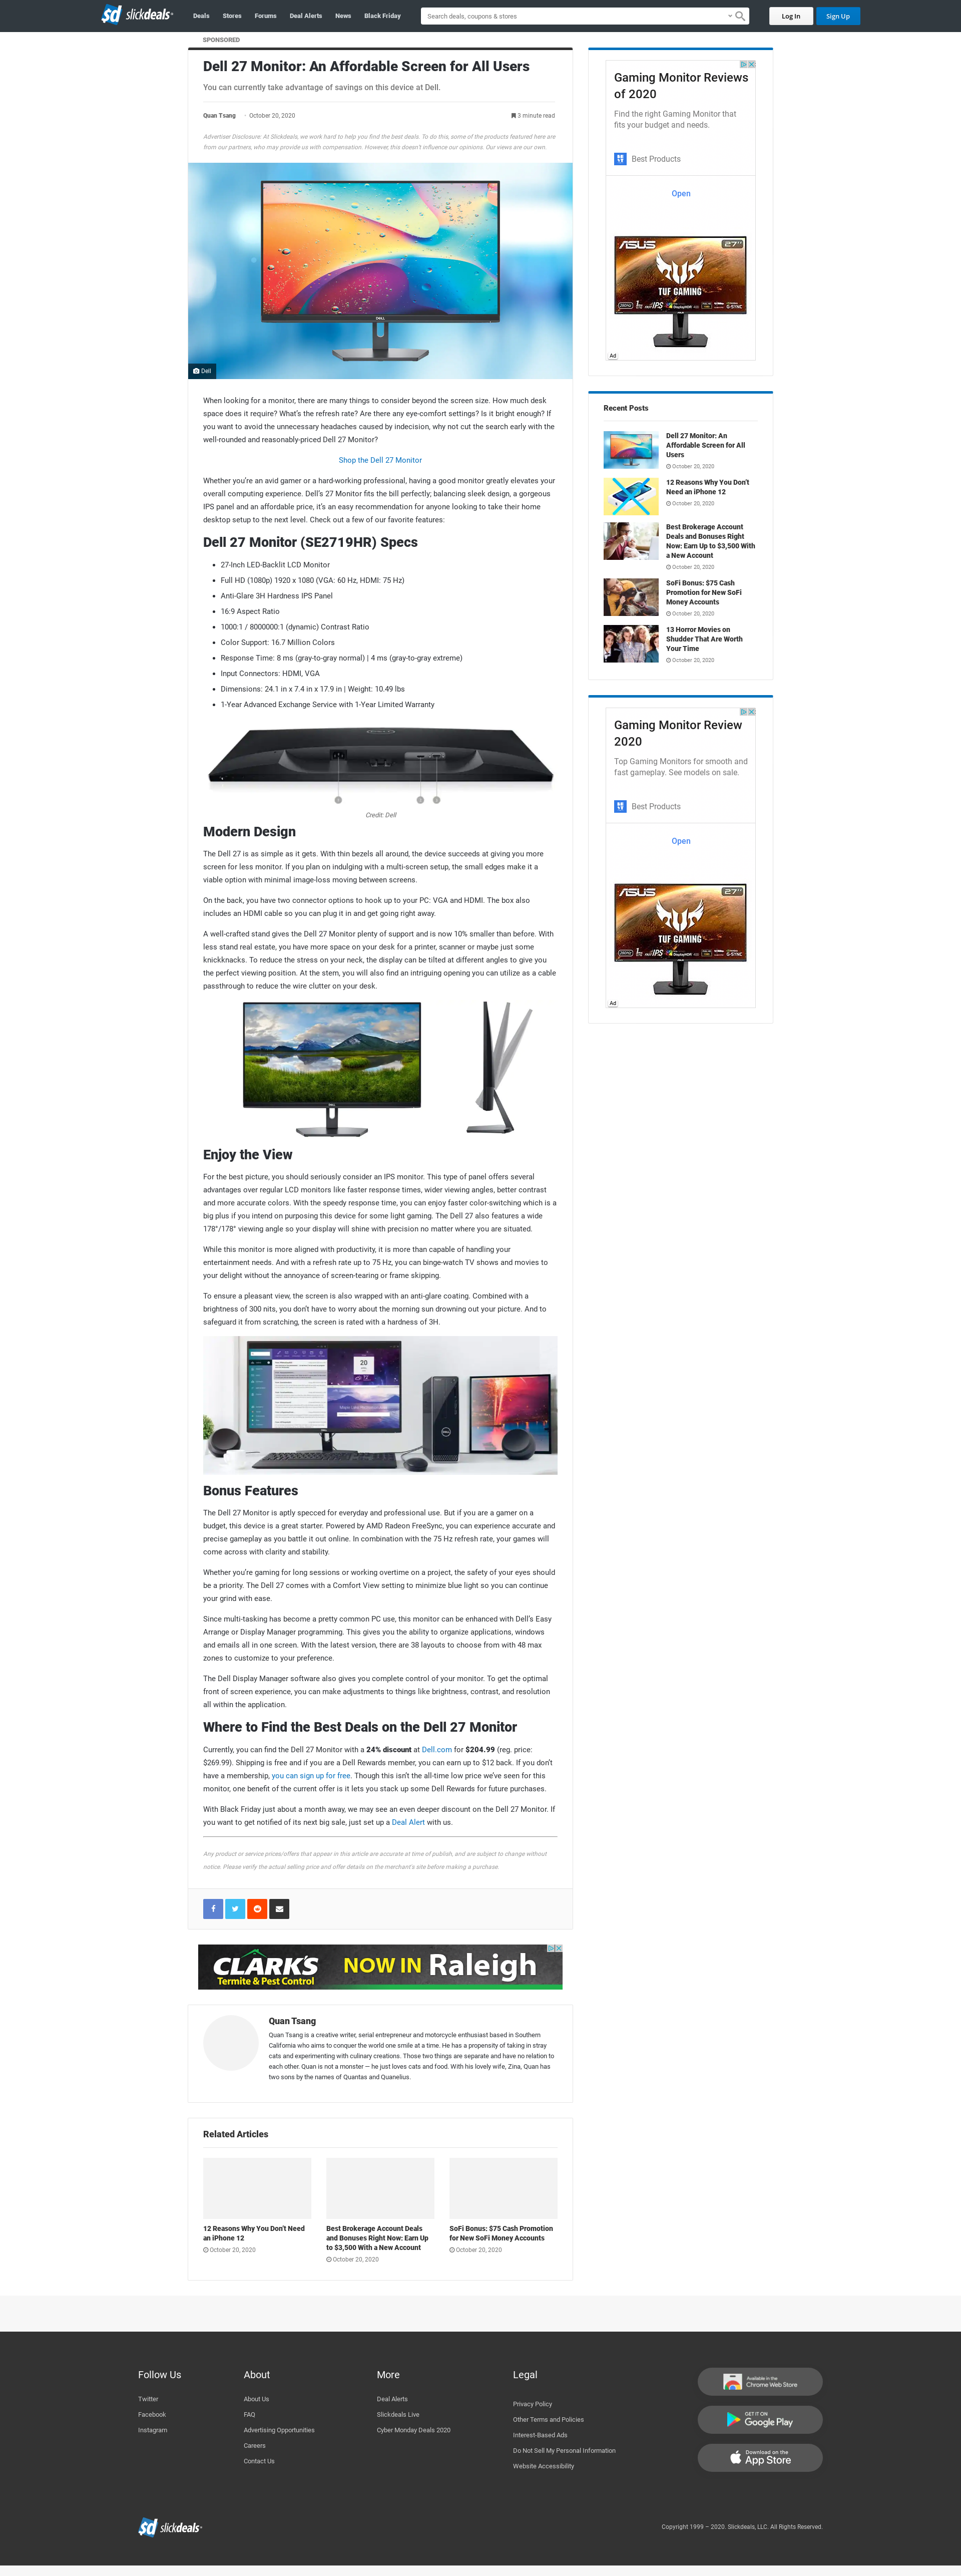 sd slickdeals
Deals
Stores
Forums
Deal Alerts
News
Black Friday
Search deals, coupons & stores
Log In
Sign Up
SPONSORED
Dell 27 Monitor: An Affordable Screen for All Users
You can currently take advantage of savings on this device at Dell.
Quan Tsang · October 20, 2020
3 minute read
Advertiser Disclosure: At Slickdeals, we work hard to help you find the best deals. To do this, some of the products featured here are
from our partners, who may provide us with compensation. However, this doesn't influence our opinions. Our views are our own.
DELL
Dell
When looking for a monitor, there are many things to consider beyond the screen size. How much desk
space does it require? What's the refresh rate? Are there any eye-comfort settings? Is it bright enough? If
you want to avoid the unnecessary headaches caused by indecision, why not cut the search early with the
well-rounded and reasonably-priced Dell 27 Monitor?
Shop the Dell 27 Monitor
Whether you're an avid gamer or a hard-working professional, having a good monitor greatly elevates your
overall computing experience. Dell's 27 Monitor fits the bill perfectly; balancing sleek design, a gorgeous
IPS panel and an affordable price, it's an easy recommendation for anyone looking to take their home
desktop setup to the next level. Check out a few of our favorite features:
Dell 27 Monitor (SE2719HR) Specs
27-Inch LED-Backlit LCD Monitor
Full HD (1080p) 1920 x 1080 (VGA: 60 Hz, HDMI: 75 Hz)
Anti-Glare 3H Hardness IPS Panel
16:9 Aspect Ratio
1000:1 / 8000000:1 (dynamic) Contrast Ratio
Color Support: 16.7 Million Colors
Response Time: 8 ms (gray-to-gray normal) | 4 ms (gray-to-gray extreme)
Input Connectors: HDMI, VGA
Dimensions: 24.1 in x 7.4 in x 17.9 in | Weight: 10.49 lbs
1-Year Advanced Exchange Service with 1-Year Limited Warranty
Credit: Dell
Modern Design
The Dell 27 is as simple as it gets. With thin bezels all around, the device succeeds at giving you more
screen for less monitor. If you plan on indulging with a multi-screen setup, the small edges make it a
viable option with minimal image-loss moving between screens.
On the back, you have two connector options to hook up to your PC: VGA and HDMI. The box also
includes an HDMI cable so you can plug it in and get going right away.
A well-crafted stand gives the Dell 27 Monitor plenty of support and is now 10% smaller than before. With
less stand real estate, you have more space on your desk for a printer, scanner or maybe just some
knickknacks. To reduce the stress on your neck, the display can be tilted at different angles to give you
the perfect viewing position. At the stem, you will also find an intriguing opening you can utilize as a cable
passthrough to reduce the wire clutter on your desk.
Enjoy the View
For the best picture, you should seriously consider an IPS monitor. This type of panel offers several
advantages over regular LCD monitors like faster response times, wider viewing angles, better contrast
and more accurate colors. With the speedy response time, you can enjoy faster color-switching which is a
big plus if you intend on purposing this device for some light gaming. The Dell 27 also features a wide
178°/178° viewing angle so your display will shine with precision no matter where you are situated.
While this monitor is more aligned with productivity, it is more than capable of handling your
entertainment needs. And with a refresh rate up to 75 Hz, you can binge-watch TV shows and movies to
your delight without the annoyance of screen-tearing or frame skipping.
To ensure a pleasant view, the screen is also wrapped with an anti-glare coating. Combined with a
brightness of 300 nits, you don't have to worry about the morning sun drowning out your picture. And to
safeguard it from scratching, the screen is rated with a hardness of 3H.
20
Bonus Features
The Dell 27 Monitor is aptly specced for everyday and professional use. But if you are a gamer on a
budget, this device is a great starter. Powered by AMD Radeon FreeSync, you can experience accurate and
precise gameplay as you battle it out online. In combination with the 75 Hz refresh rate, your games will
come across with clarity and stability.
Whether you're gaming for long sessions or working overtime on a project, the safety of your eyes should
be a priority. The Dell 27 comes with a Comfort View setting to minimize blue light so you can continue
your grind with ease.
Since multi-tasking has become a pretty common PC use, this monitor can be enhanced with Dell's Easy
Arrange or Display Manager programming. This gives you the ability to organize applications, windows
and emails all in one screen. With the latest version, there are 38 layouts to choose from with 48 max
zones to customize to your preference.
The Dell Display Manager software also gives you complete control of your monitor. To get the optimal
front of screen experience, you can make adjustments to things like brightness, contrast, and resolution
all within the application.
Where to Find the Best Deals on the Dell 27 Monitor
Currently, you can find the Dell 27 Monitor with a 24% discount at Dell.com for $204.99 (reg. price:
$269.99). Shipping is free and if you are a Dell Rewards member, you can earn up to $12 back. If you don't
have a membership, you can sign up for free. Though this isn't the all-time low price we've seen for this
monitor, one benefit of the current offer is it lets you stack up some Dell Rewards for future purchases.
With Black Friday just about a month away, we may see an even deeper discount on the Dell 27 Monitor. If
you want to get notified of its next big sale, just set up a Deal Alert with us.
Any product or service prices/offers that appear in this article are accurate at time of publish, and are subject to change without
notice. Please verify the actual selling price and offer details on the merchant's site before making a purchase.
CLARK'S
Termite & Pest Control
NOW IN Raleigh
Quan Tsang
Quan Tsang is a creative writer, serial entrepreneur and motorcycle enthusiast based in Southern
California who aims to conquer the world one smile at a time. He has a propensity of taking in stray
cats and experimenting with culinary creations. Those two things are separate and have no relation to
each other. Quan is not a monster — he just loves cats and food. With his lovely wife, Zina, Quan has
two sons by the names of Quantas and Quanelius.
Related Articles
12 Reasons Why You Don't Need
an iPhone 12
October 20, 2020
Best Brokerage Account Deals
and Bonuses Right Now: Earn Up
to $3,500 With a New Account
October 20, 2020
SoFi Bonus: $75 Cash Promotion
for New SoFi Money Accounts
October 20, 2020
Gaming Monitor Reviews
of 2020
Find the right Gaming Monitor that
fits your budget and needs.
Best Products
Open
ASUS
27"
TUF GAMING
IPS
G-SYNC
Ad
Recent Posts
Dell 27 Monitor: An
Affordable Screen for All
Users
October 20, 2020
12 Reasons Why You Don't
Need an iPhone 12
October 20, 2020
Best Brokerage Account
Deals and Bonuses Right
Now: Earn Up to $3,500 With
a New Account
October 20, 2020
SoFi Bonus: $75 Cash
Promotion for New SoFi
Money Accounts
October 20, 2020
13 Horror Movies on
Shudder That Are Worth
Your Time
October 20, 2020
Gaming Monitor Review
2020
Top Gaming Monitors for smooth and
fast gameplay. See models on sale.
Best Products
Open
ASUS
27"
TUF GAMING
IPS
G-SYNC
Ad
Follow Us
Twitter
Facebook
Instagram
About
About Us
FAQ
Advertising Opportunities
Careers
Contact Us
More
Deal Alerts
Slickdeals Live
Cyber Monday Deals 2020
Legal
Privacy Policy
Other Terms and Policies
Interest-Based Ads
Do Not Sell My Personal Information
Website Accessibility
Available in the
Chrome Web Store
GET IT ON
Google Play
Download on the
App Store
sd slickdeals
Copyright 1999 – 2020. Slickdeals, LLC. All Rights Reserved.